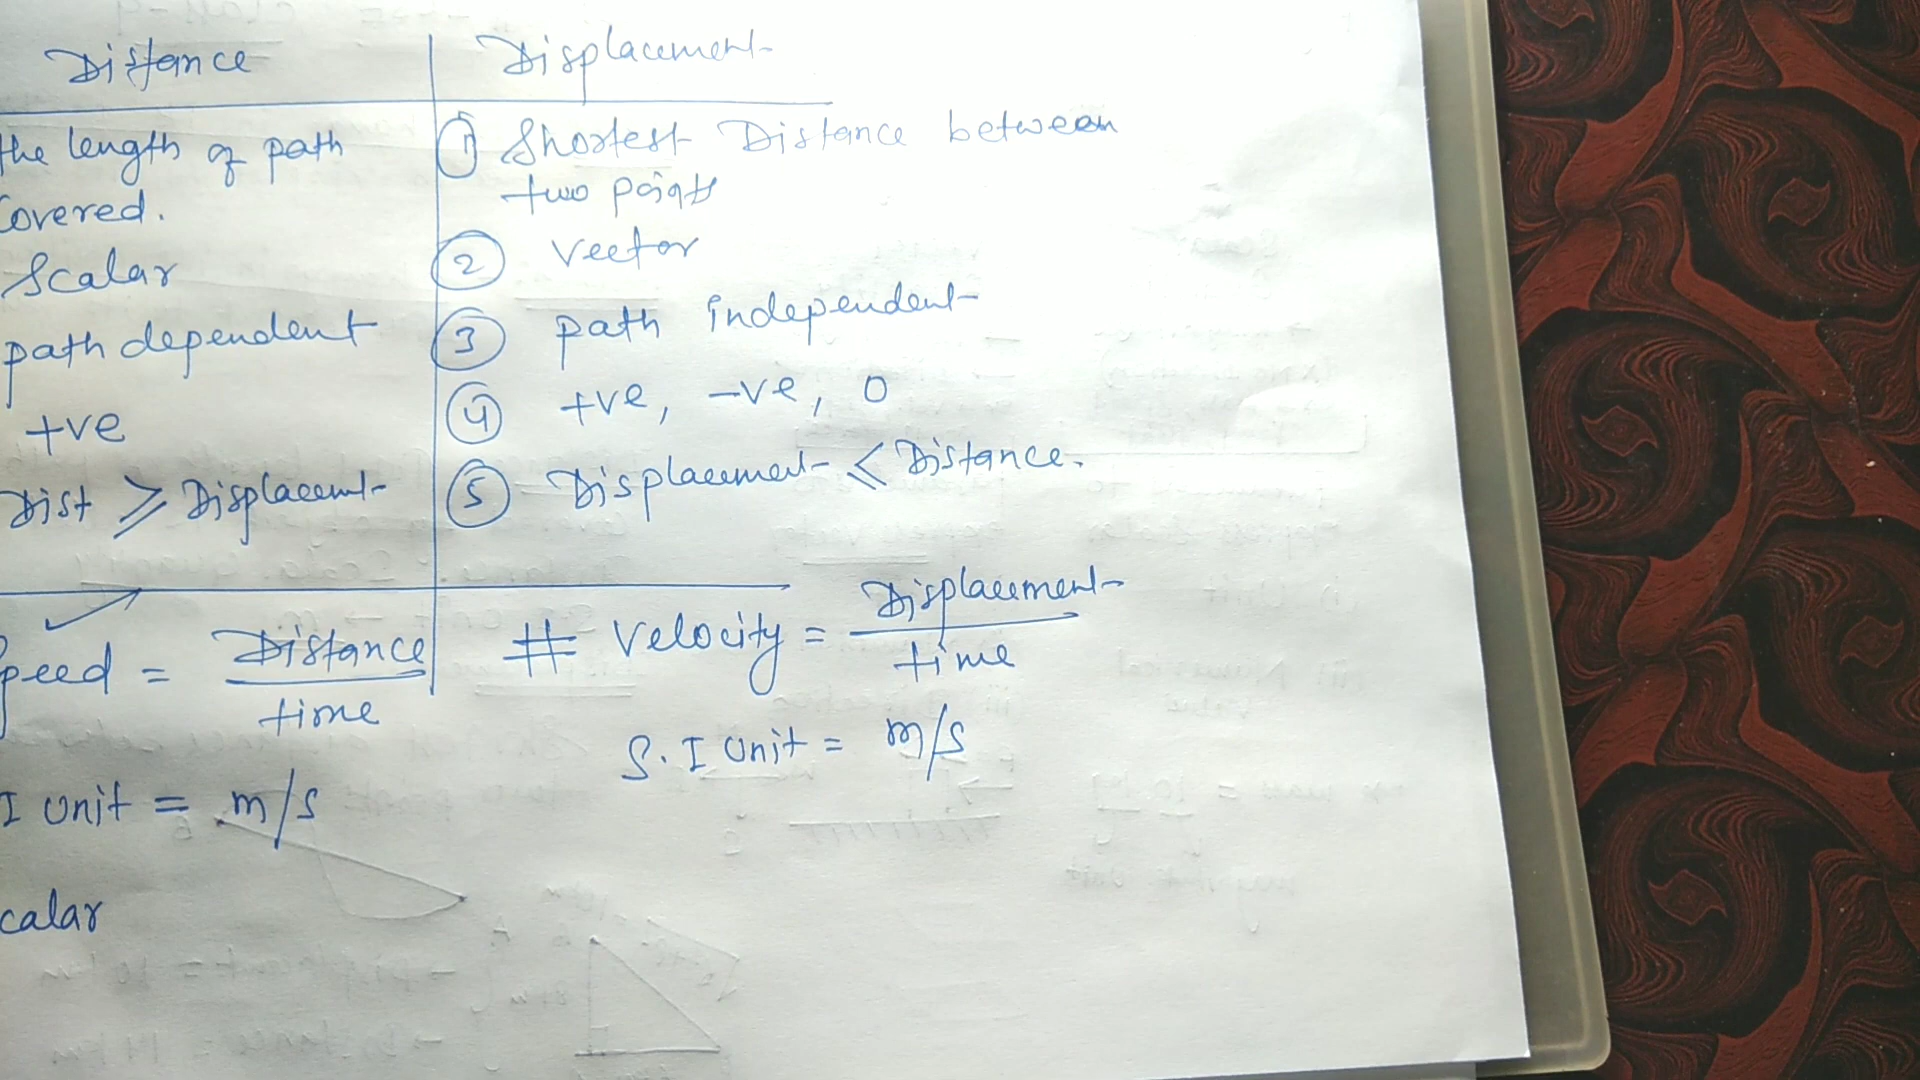 Distance
Displacement
the length of path
Covered.
Scalar
path dependent
+ve
Dist ⩾ Displacemt
① Shortest Distance between
two points
② Vector
③ path independent
④ +ve, -ve, 0
⑤ Displacement ⩽ Distance.
peed = Distance / time
I Unit = m/s
calar
# Velocity = Displacement / time
S.I Unit = m/s